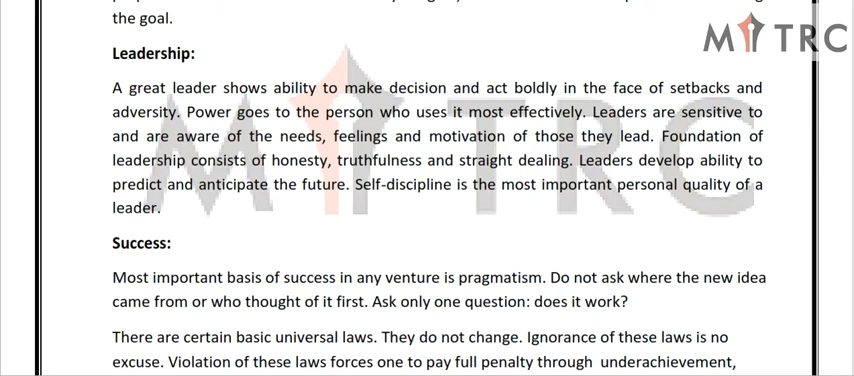 the goal.
MITRC
Leadership:
A great leader shows ability to make decision and act boldly in the face of setbacks and
adversity. Power goes to the person who uses it most effectively. Leaders are sensitive to
and are aware of the needs, feelings and motivation of those they lead. Foundation of
leadership consists of honesty, truthfulness and straight dealing. Leaders develop ability to
predict and anticipate the future. Self-discipline is the most important personal quality of a
leader.
MITRC
Success:
Most important basis of success in any venture is pragmatism. Do not ask where the new idea
came from or who thought of it first. Ask only one question: does it work?
There are certain basic universal laws. They do not change. Ignorance of these laws is no
excuse. Violation of these laws forces one to pay full penalty through underachievement,